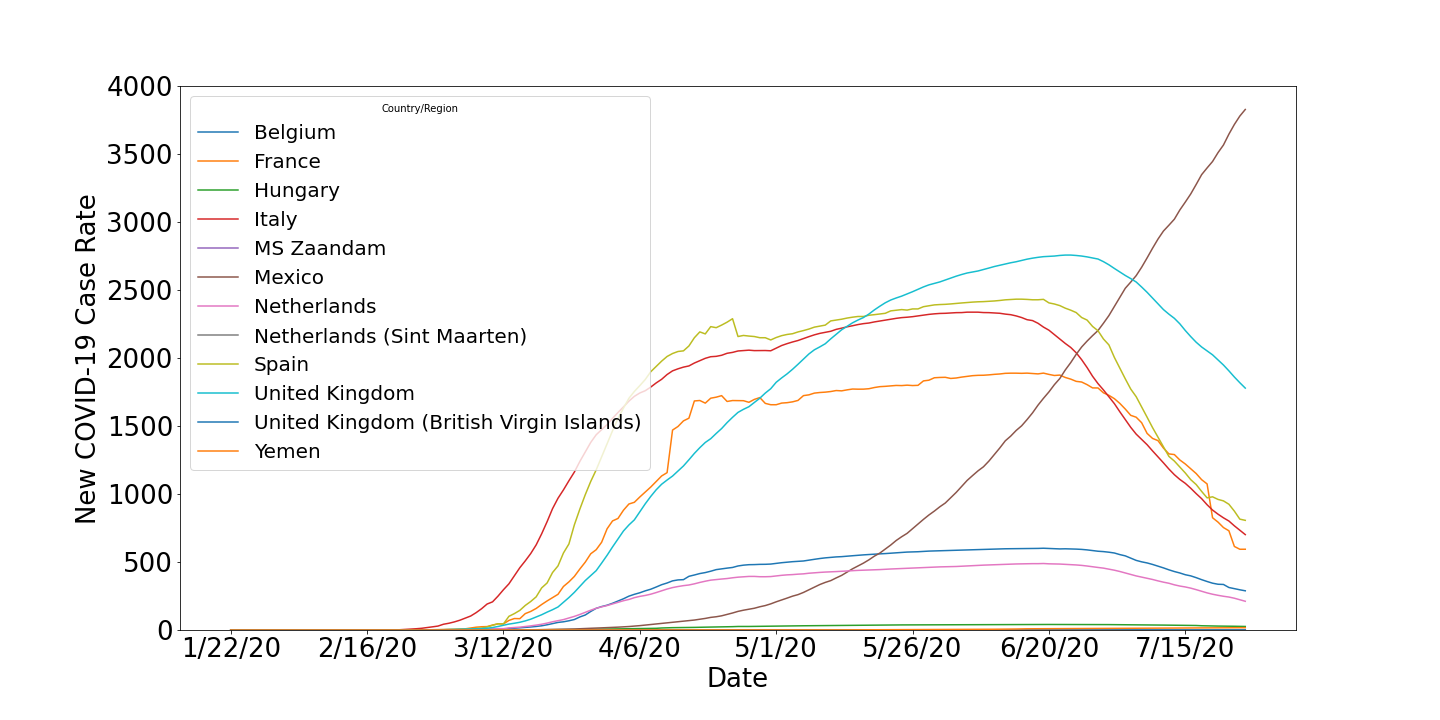 4000
3500
3000
2500
2000
1500
1000
500
0
New COVID-19 Case Rate
Country/Region
Belgium
France
Hungary
Italy
MS Zaandam
Mexico
Netherlands
Netherlands (Sint Maarten)
Spain
United Kingdom
United Kingdom (British Virgin Islands)
Yemen
1/22/20 2/16/20 3/12/20 4/6/20 5/1/20 5/26/20 6/20/20 7/15/20
Date